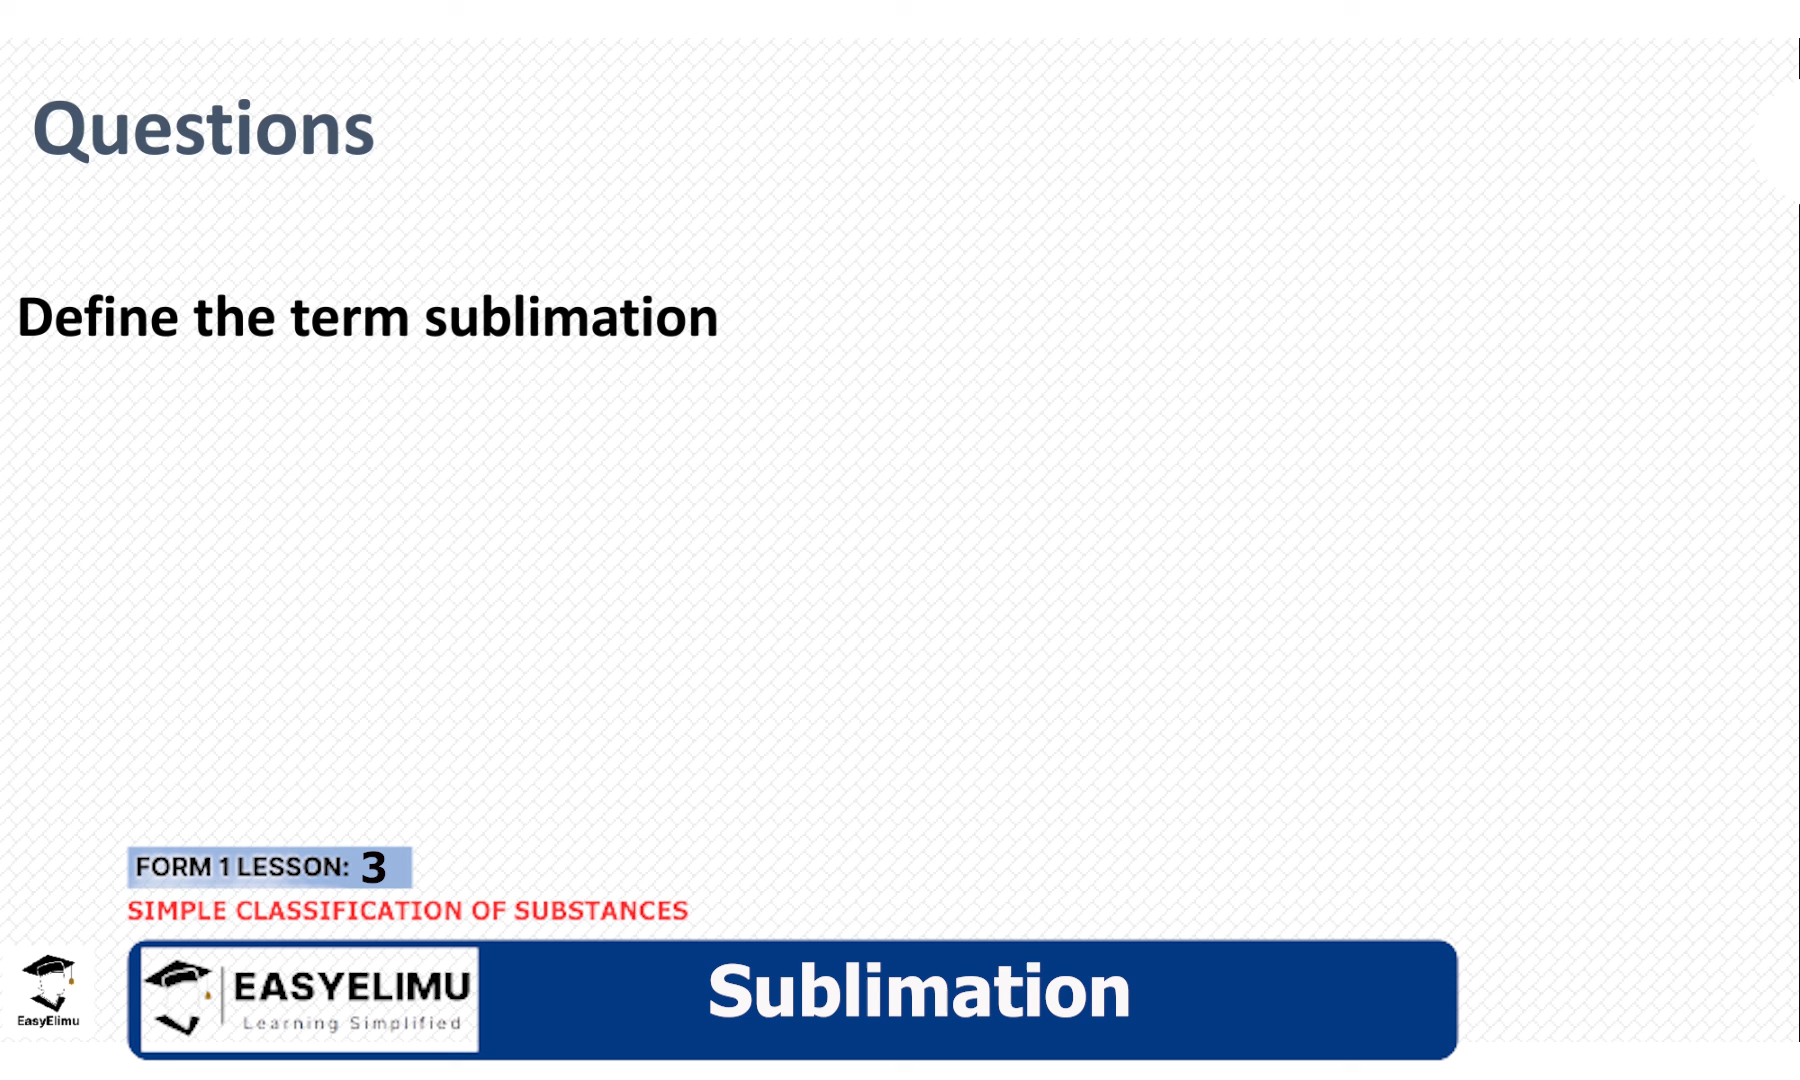 Questions
Define the term sublimation
FORM 1 LESSON: 3
SIMPLE CLASSIFICATION OF SUBSTANCES
EasyElimu
EASYELIMU
Learning Simplified
Sublimation